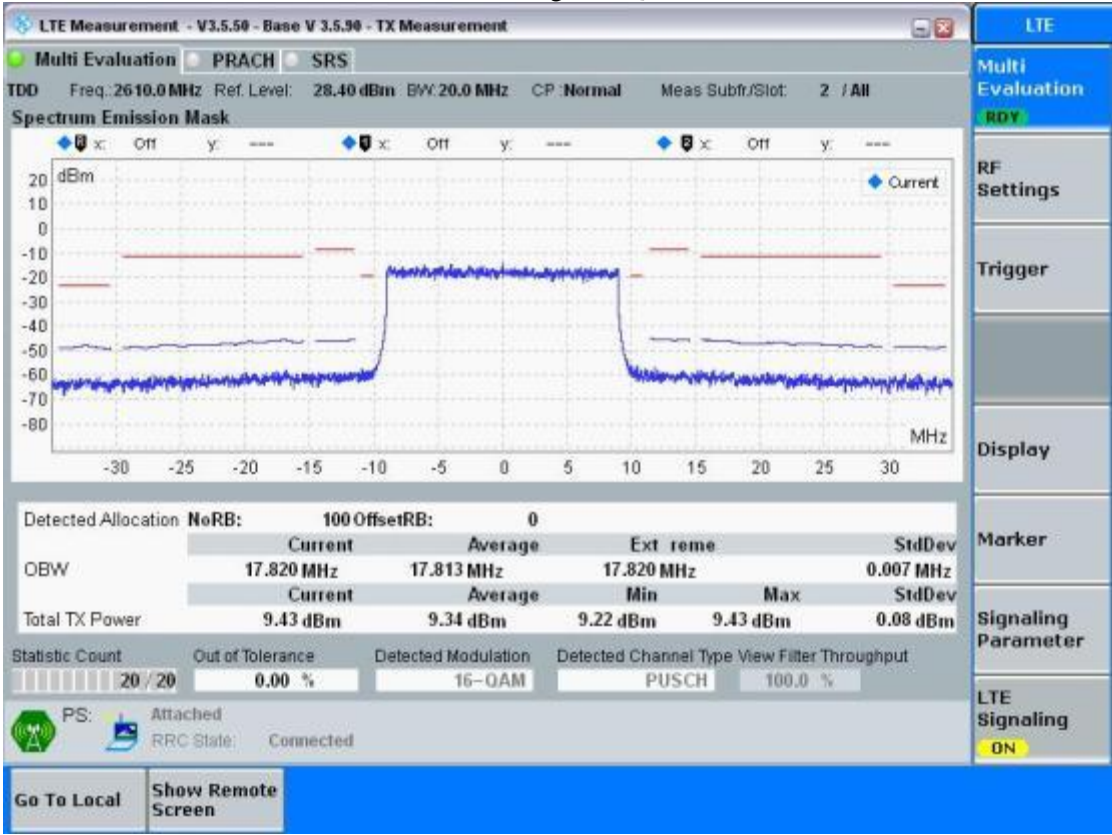 LTE Measurement - V3.5.50 - Base V 3.5.90 - TX Measurement
LTE
Multi Evaluation PRACH SRS
Multi
Evaluation
RDY
TDD Freq.:2610.0 MHz Ref. Level: 28.40 dBm BW:20.0 MHz CP :Normal Meas Subfr./Slot: 2 / All
Spectrum Emission Mask
x: Off y: --- x: Off y: --- x: Off y: ---
dBm
Current
20
10
0
-10
-20
-30
-40
-50
-60
-70
-80
MHz
-30 -25 -20 -15 -10 -5 0 5 10 15 20 25 30
RF
Settings
Trigger
Display
Marker
Signaling
Parameter
LTE
Signaling
ON
Detected Allocation NoRB: 100 OffsetRB: 0
Current Average Ext reme StdDev
OBW 17.820 MHz 17.813 MHz 17.820 MHz 0.007 MHz
Current Average Min Max StdDev
Total TX Power 9.43 dBm 9.34 dBm 9.22 dBm 9.43 dBm 0.08 dBm
Statistic Count Out of Tolerance Detected Modulation Detected Channel Type View Filter Throughput
20 / 20 0.00 % 16-QAM PUSCH 100.0 %
PS: Attached
RRC State: Connected
Go To Local
Show Remote
Screen